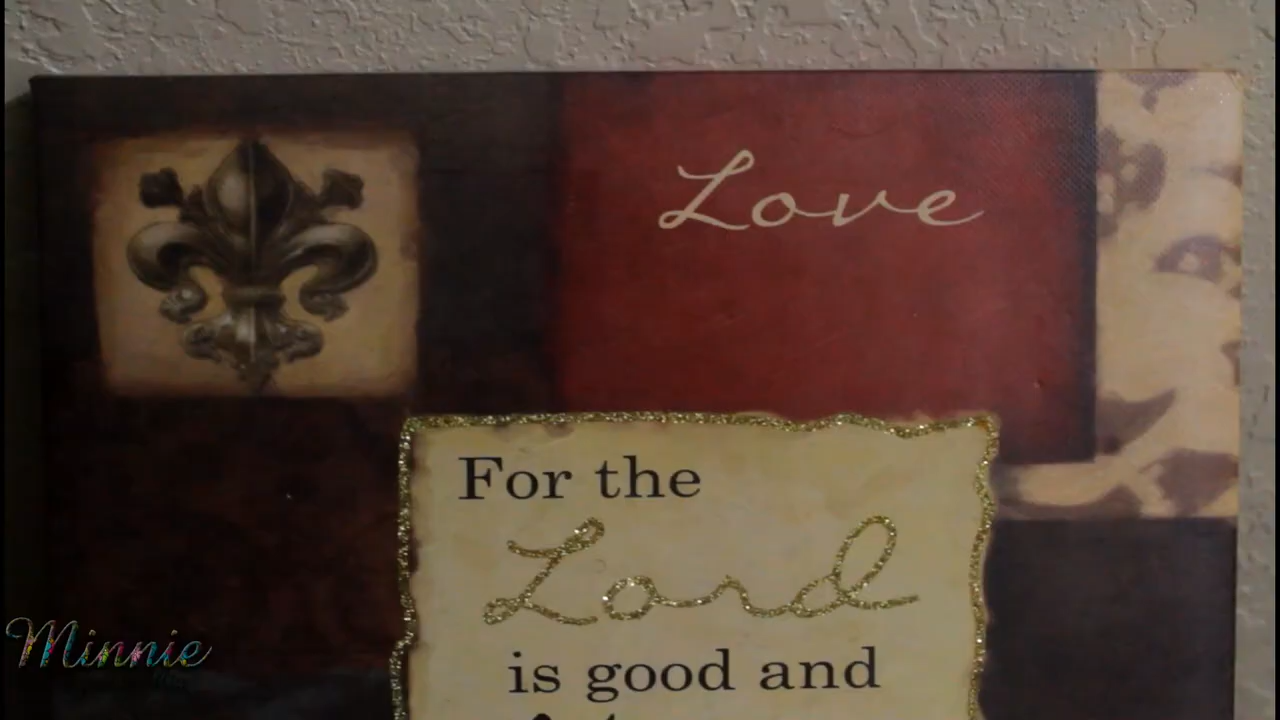 Love
For the
Lord
is good and
Minnie